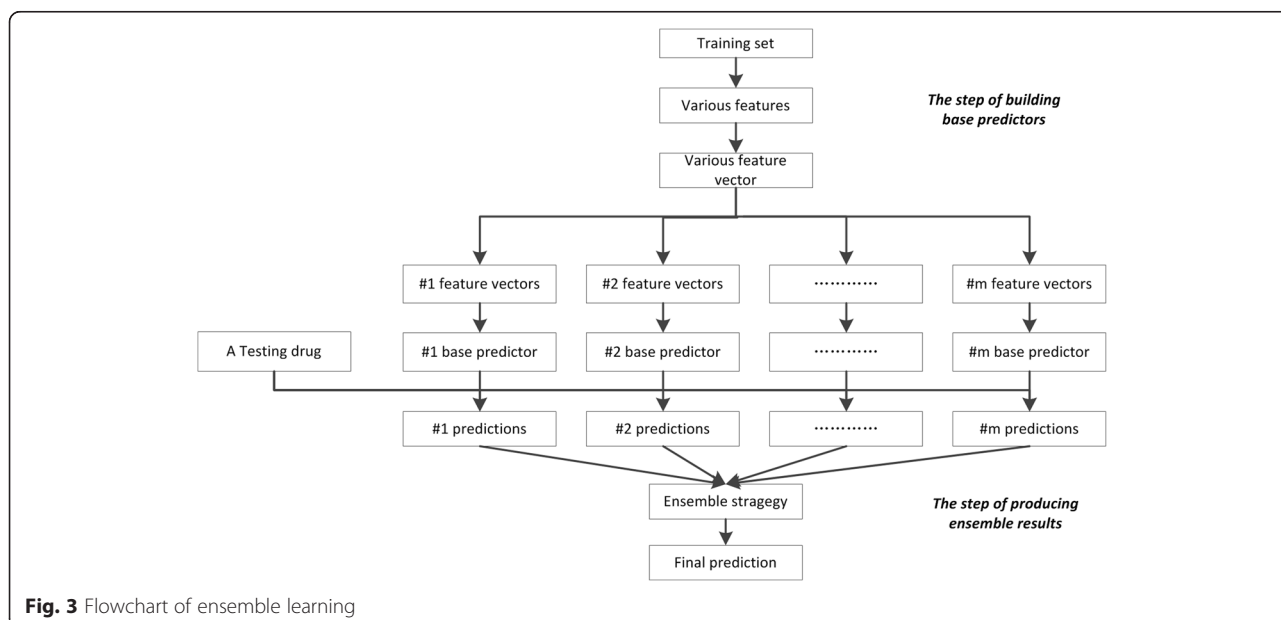 Training set
Various features
The step of building
base predictors
Various feature
vector
#1 feature vectors
#2 feature vectors
…………
#m feature vectors
A Testing drug
#1 base predictor
#2 base predictor
…………
#m base predictor
#1 predictions
#2 predictions
…………
#m predictions
Ensemble stragegy
The step of producing
ensemble results
Final prediction
Fig. 3 Flowchart of ensemble learning